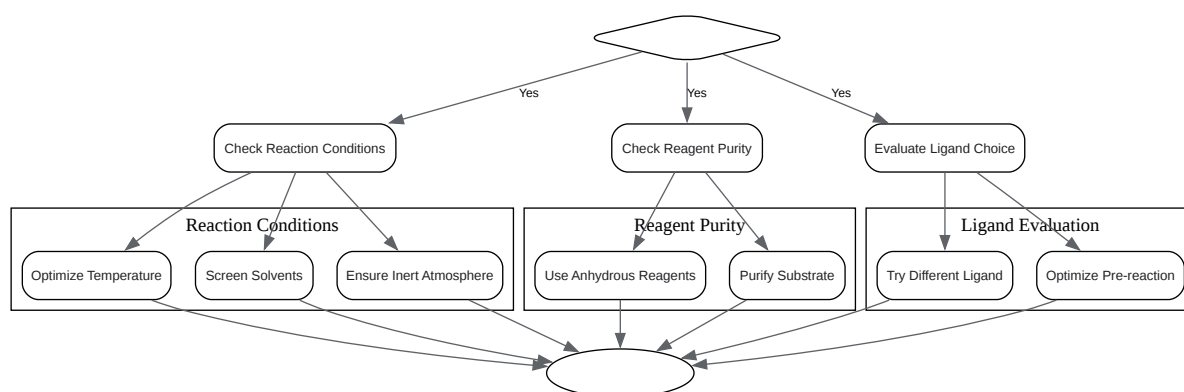 Yes
Yes
Yes
Check Reaction Conditions
Check Reagent Purity
Evaluate Ligand Choice
Reaction Conditions
Reagent Purity
Ligand Evaluation
Optimize Temperature
Screen Solvents
Ensure Inert Atmosphere
Use Anhydrous Reagents
Purify Substrate
Try Different Ligand
Optimize Pre-reaction